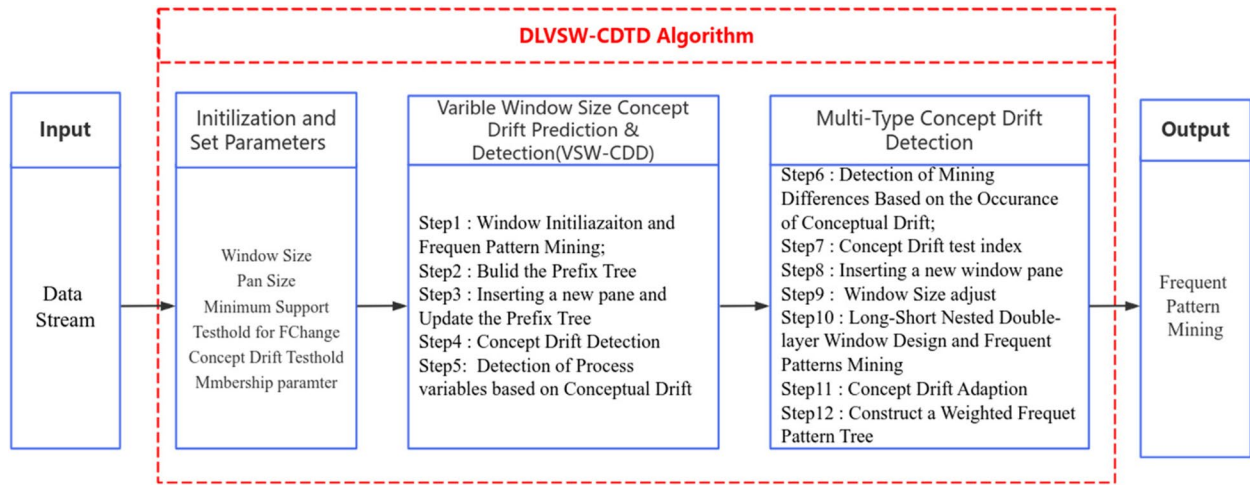 DLVSW-CDTD Algorithm
Input
Data
Stream
Initilization and
Set Parameters
Window Size
Pan Size
Minimum Support
Testhold for FChange
Concept Drift Testhold
Mmbership paramter
Varible Window Size Concept
Drift Prediction &
Detection(VSW-CDD)
Step1 : Window Initiliazaiton and
Frequen Pattern Mining;
Step2 : Bulid the Prefix Tree
Step3 : Inserting a new pane and
Update the Prefix Tree
Step4 : Concept Drift Detection
Step5:  Detection of Process
variables based on Conceptual Drift
Multi-Type Concept Drift
Detection
Step6 : Detection of Mining
Differences Based on the Occurance
of Conceptual Drift;
Step7 : Concept Drift test index
Step8 : Inserting a new window pane
Step9 :  Window Size adjust
Step10 : Long-Short Nested Double-
layer Window Design and Frequent
Patterns Mining
Step11 : Concept Drift Adaption
Step12 : Construct a Weighted Frequet
Pattern Tree
Output
Frequent
Pattern
Mining